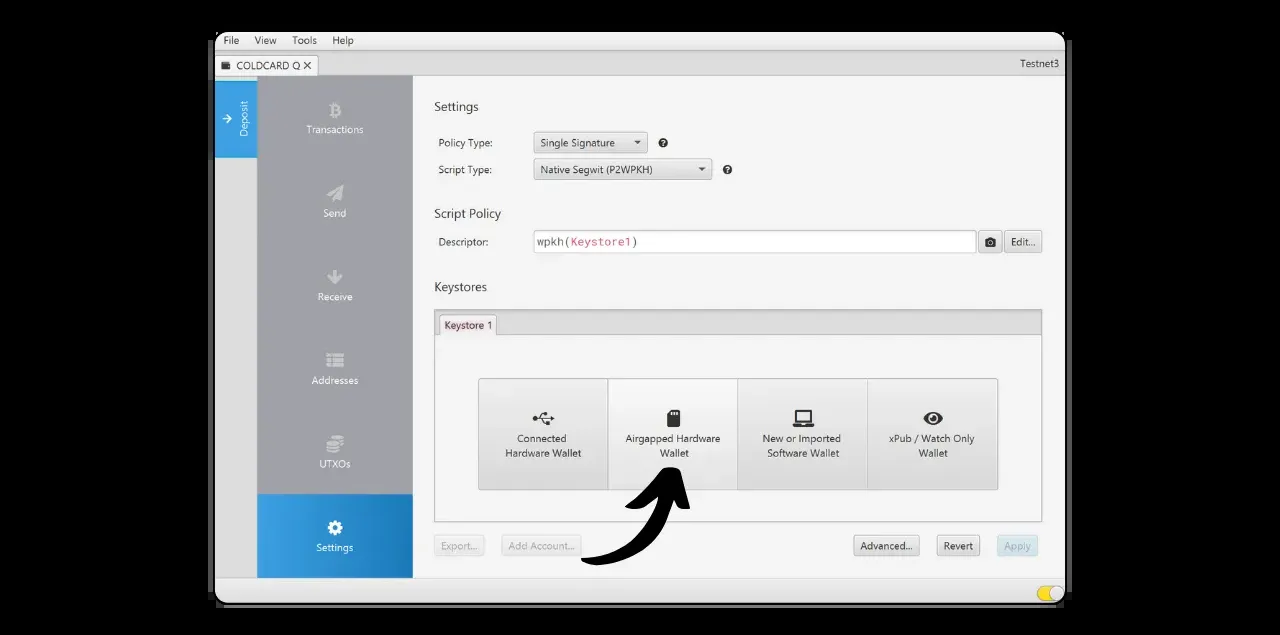 File View Tools Help
COLDCARD Q
Testnet3
Deposit
Transactions
Send
Receive
Addresses
UTXOs
Settings
Settings
Policy Type: Single Signature
Script Type: Native Segwit (P2WPKH)
Script Policy
Descriptor: wpkh(Keystore1) Edit...
Keystores
Keystore 1
Connected
Hardware Wallet
Airgapped Hardware
Wallet
New or Imported
Software Wallet
xPub / Watch Only
Wallet
Export... Add Account... Advanced... Revert Apply